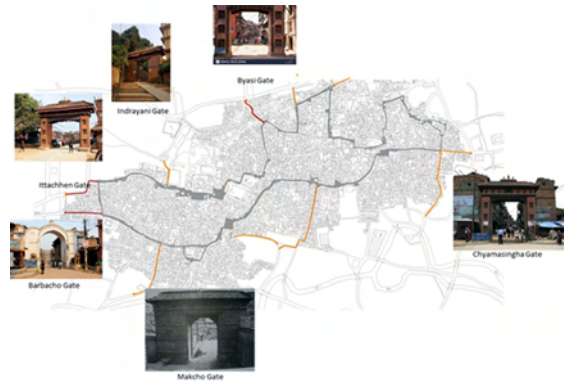 Byasi Gate
Indrayani Gate
Ittachhen Gate
Chyamasingha Gate
Barbacho Gate
Makcho Gate